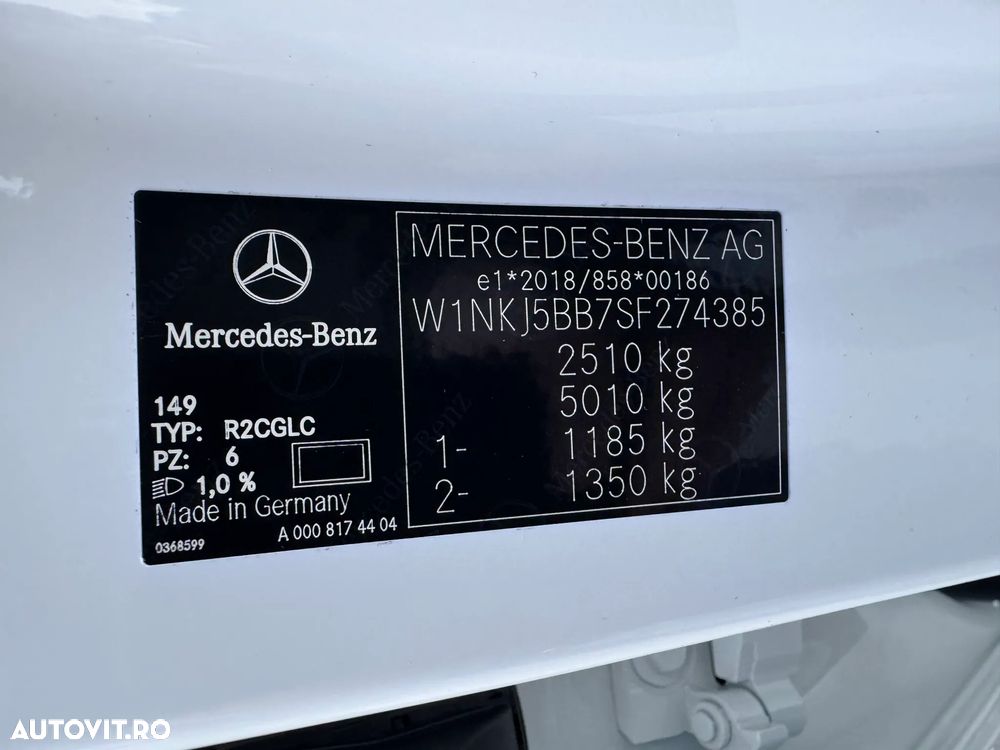 Mercedes-Benz
149
TYP: R2CGLC
PZ: 6
1,0 %
Made in Germany
A 000 817 44 04
0368599
MERCEDES-BENZ AG
e1*2018/858*00186
W1NKJ5BB7SF274385
2510 kg
5010 kg
1- 1185 kg
2- 1350 kg
AUTOVIT.RO